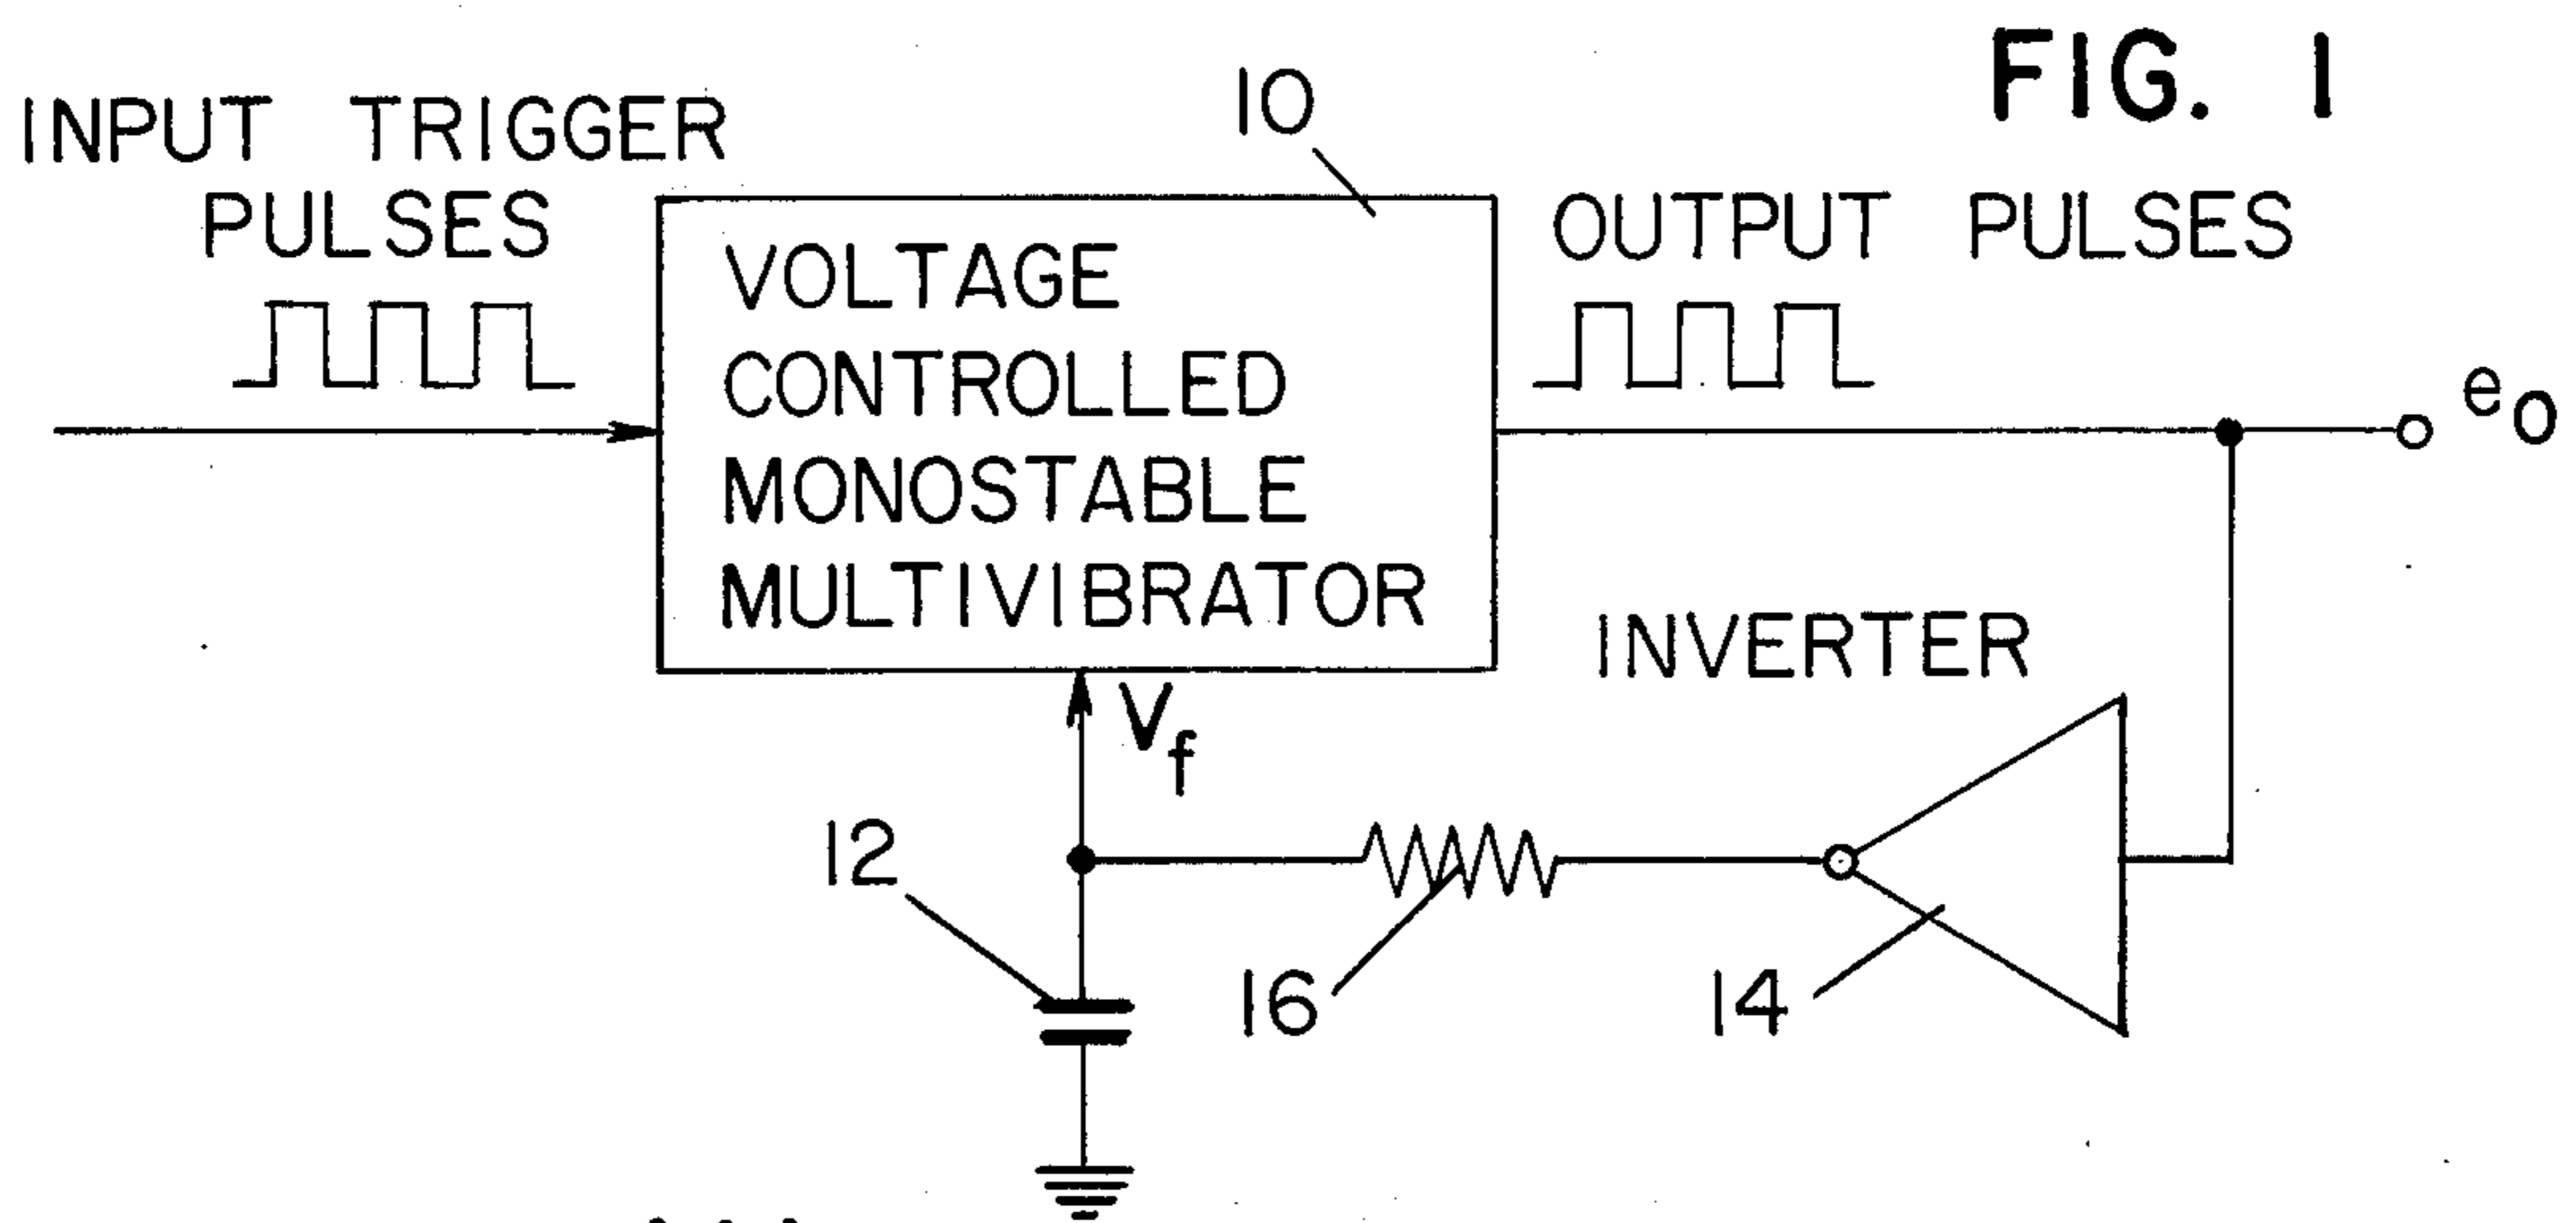 FIG. 1
INPUT TRIGGER
PULSES
10
OUTPUT PULSES
VOLTAGE
CONTROLLED
MONOSTABLE
MULTIVIBRATOR
eo
INVERTER
Vf
12
16
14